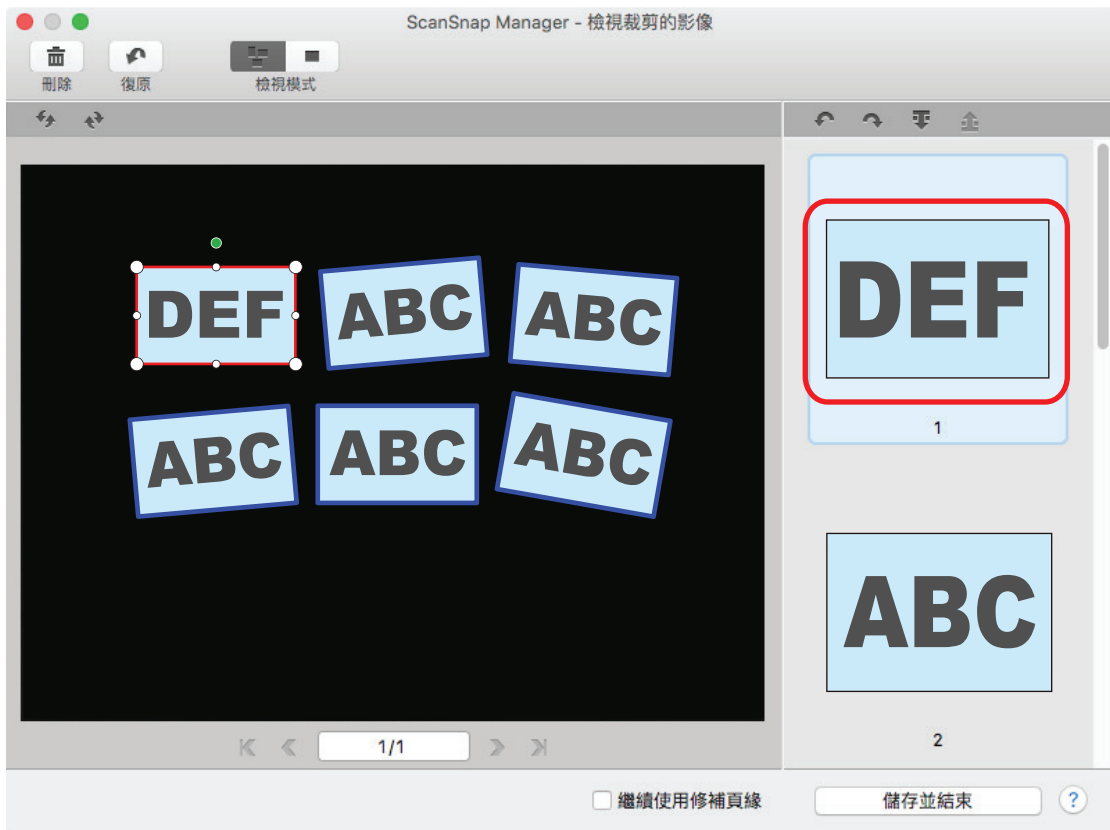 ScanSnap Manager - 檢視裁剪的影像
刪除 復原 檢視模式
DEF ABC ABC
ABC ABC ABC
1/1
DEF
1
ABC
2
繼續使用修補頁緣 儲存並結束 ?